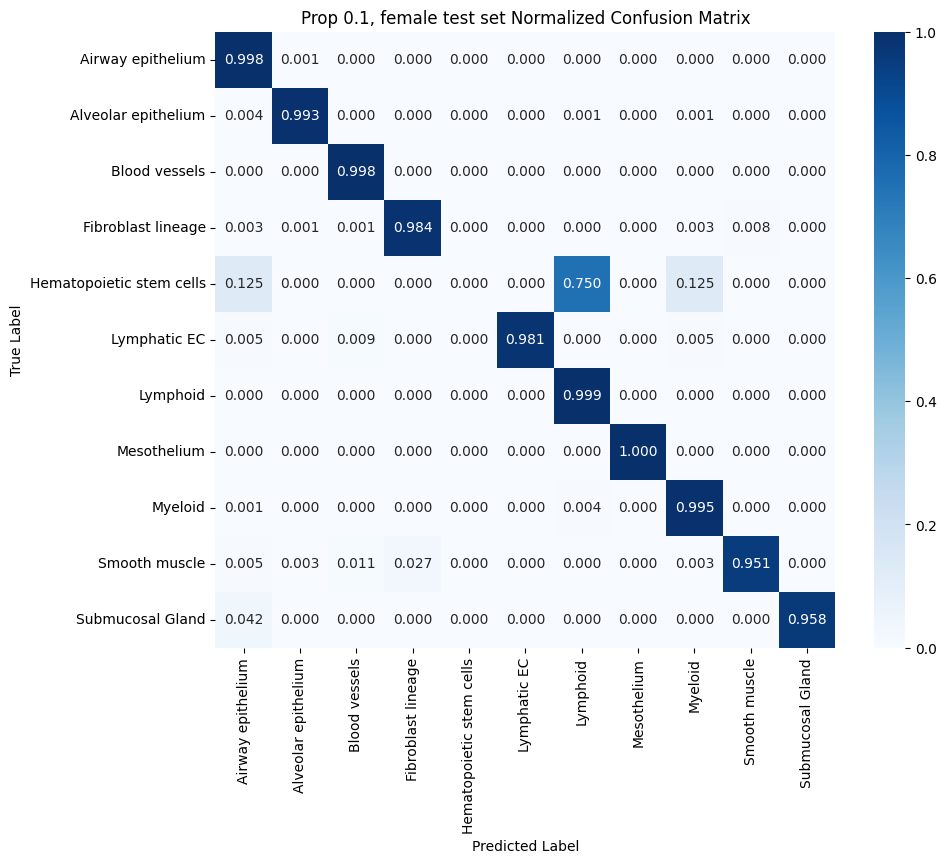 Prop 0.1, female test set Normalized Confusion Matrix
Airway epithelium 0.998 0.001 0.000 0.000 0.000 0.000 0.000 0.000 0.000 0.000 0.000
Alveolar epithelium 0.004 0.993 0.000 0.000 0.000 0.000 0.001 0.000 0.001 0.000 0.000
Blood vessels 0.000 0.000 0.998 0.000 0.000 0.000 0.000 0.000 0.000 0.000 0.000
Fibroblast lineage 0.003 0.001 0.001 0.984 0.000 0.000 0.000 0.000 0.003 0.008 0.000
Hematopoietic stem cells 0.125 0.000 0.000 0.000 0.000 0.000 0.750 0.000 0.125 0.000 0.000
Lymphatic EC 0.005 0.000 0.009 0.000 0.000 0.981 0.000 0.000 0.005 0.000 0.000
Lymphoid 0.000 0.000 0.000 0.000 0.000 0.000 0.999 0.000 0.000 0.000 0.000
Mesothelium 0.000 0.000 0.000 0.000 0.000 0.000 0.000 1.000 0.000 0.000 0.000
Myeloid 0.001 0.000 0.000 0.000 0.000 0.000 0.004 0.000 0.995 0.000 0.000
Smooth muscle 0.005 0.003 0.011 0.027 0.000 0.000 0.000 0.000 0.003 0.951 0.000
Submucosal Gland 0.042 0.000 0.000 0.000 0.000 0.000 0.000 0.000 0.000 0.000 0.958
True Label
Airway epithelium
Alveolar epithelium
Blood vessels
Fibroblast lineage
Hematopoietic stem cells
Lymphatic EC
Lymphoid
Mesothelium
Myeloid
Smooth muscle
Submucosal Gland
Predicted Label
1.0
0.8
0.6
0.4
0.2
0.0